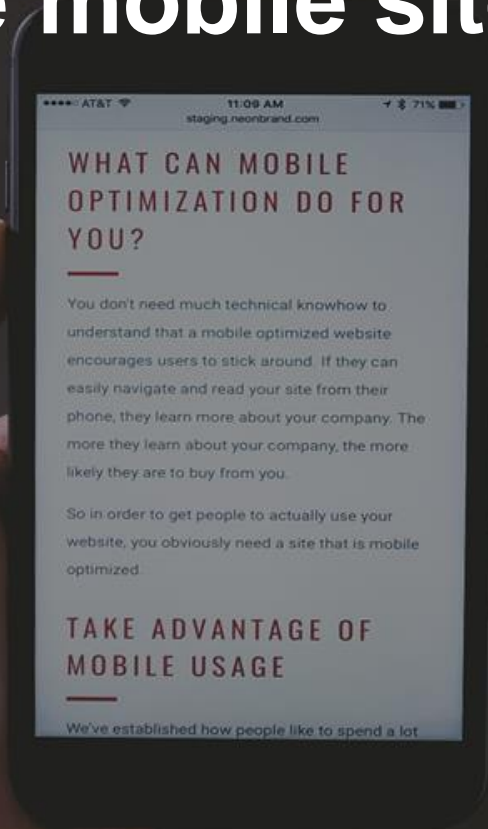 mobile sit
AT&T 11:09 AM 71%
staging.neonbrand.com
WHAT CAN MOBILE
OPTIMIZATION DO FOR
YOU?
You don't need much technical knowhow to
understand that a mobile optimized website
encourages users to stick around. If they can
easily navigate and read your site from their
phone, they learn more about your company. The
more they learn about your company, the more
likely they are to buy from you.
So in order to get people to actually use your
website, you obviously need a site that is mobile
optimized.
TAKE ADVANTAGE OF
MOBILE USAGE
We've established how people like to spend a lot